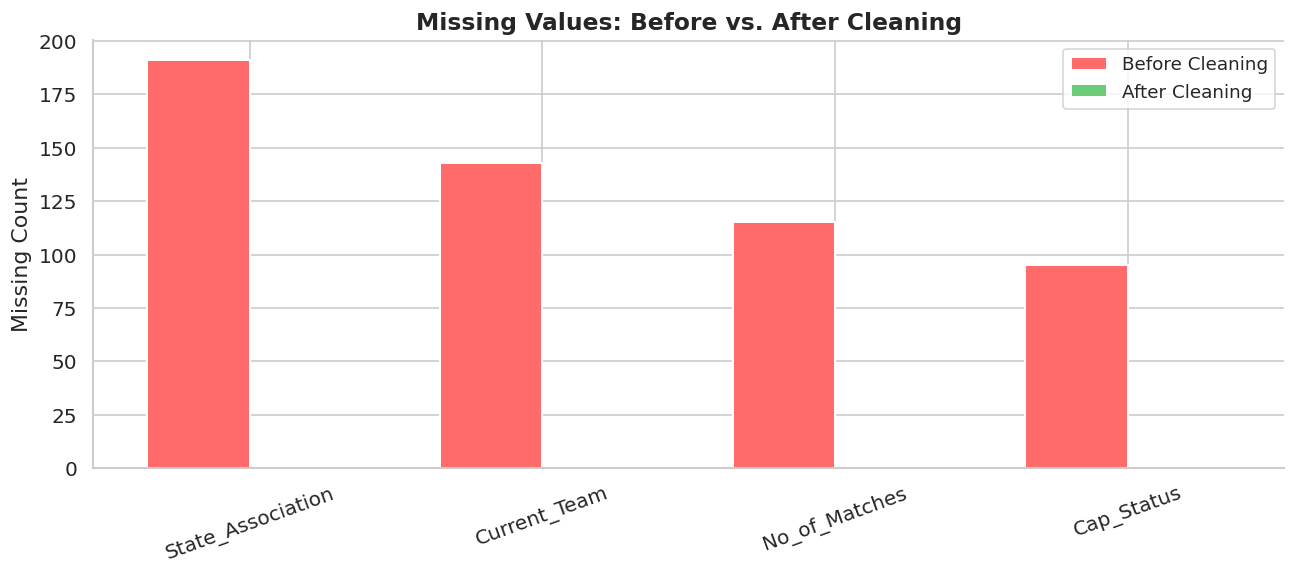 Missing Values: Before vs. After Cleaning
Before Cleaning
After Cleaning
Missing Count
200
175
150
125
100
75
50
25
0
State_Association
Current_Team
No_of_Matches
Cap_Status